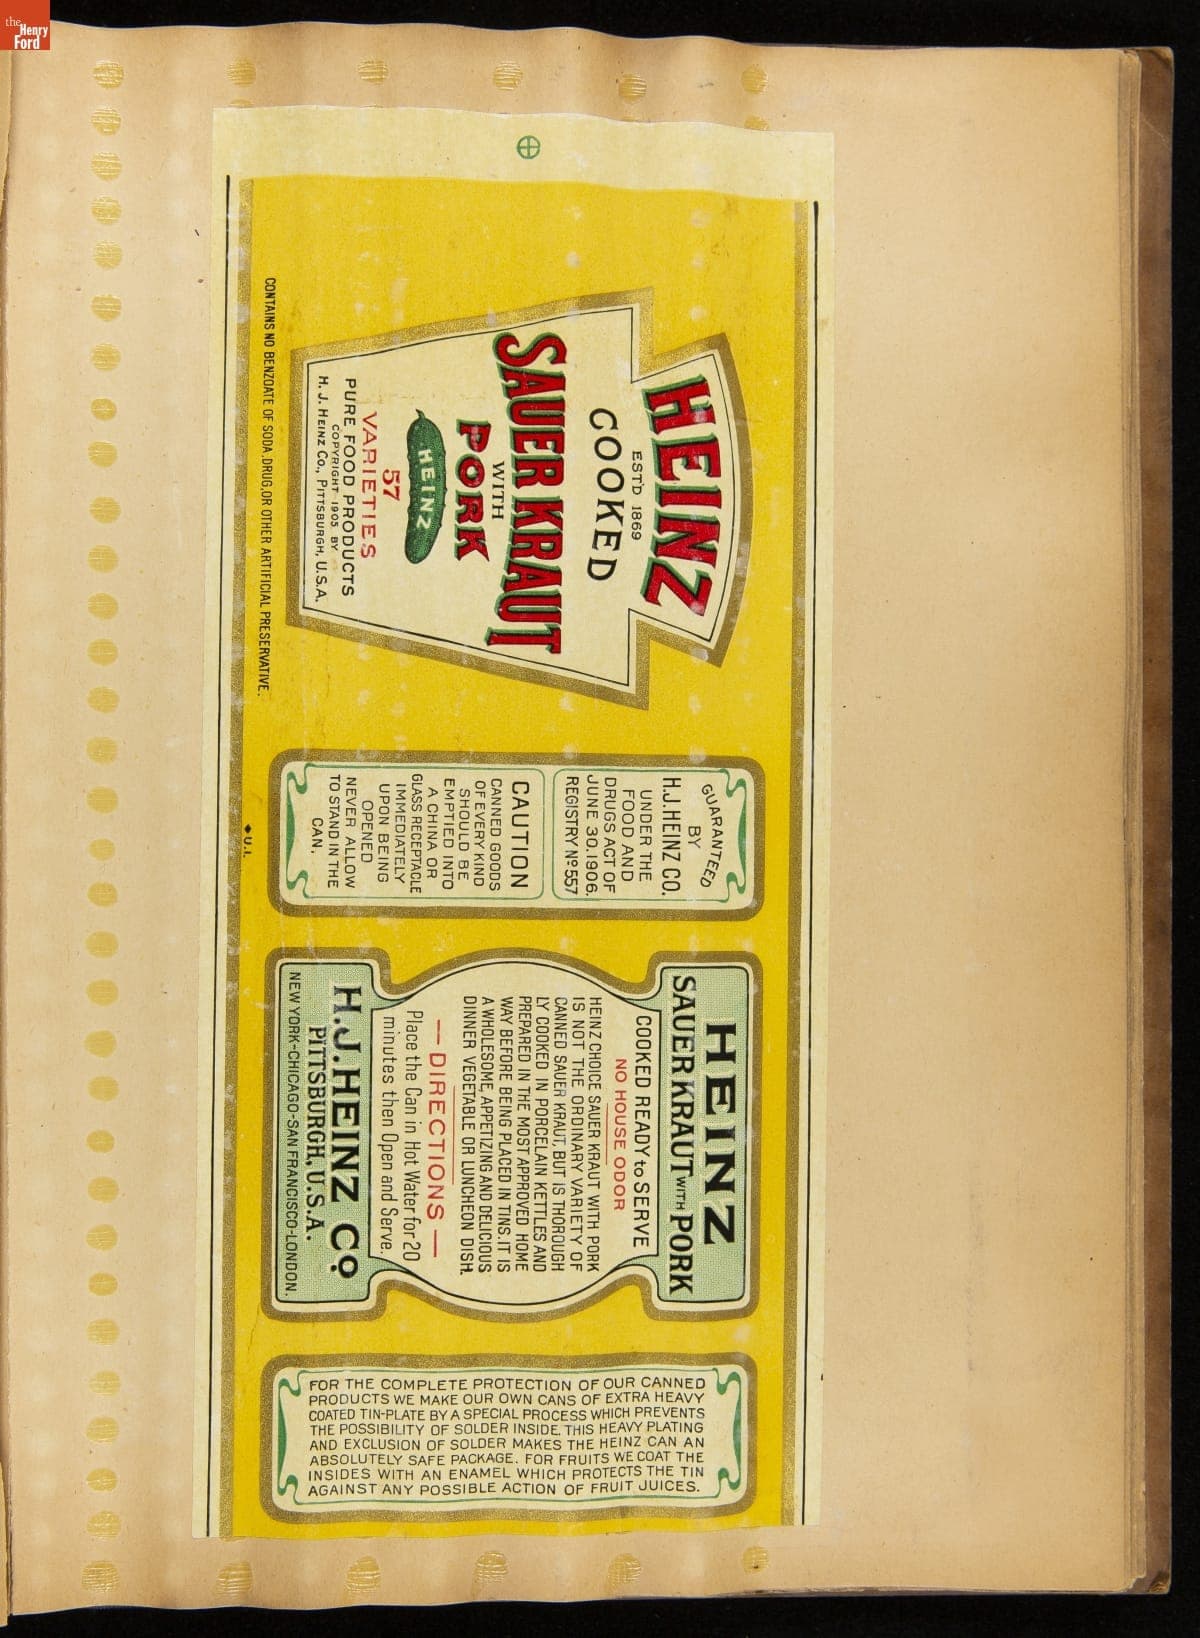 the
Henry
Ford
HEINZ
ESTD 1869
COOKED
SAUER KRAUT
WITH
PORK
HEINZ
57
VARIETIES
PURE FOOD PRODUCTS
COPYRIGHT 1905 BY
H. J. HEINZ CO., PITTSBURGH, U.S.A.
CONTAINS NO BENZOATE OF SODA, DRUG, OR OTHER ARTIFICIAL PRESERVATIVE.
GUARANTEED
BY
H.J. HEINZ CO.
UNDER THE
FOOD AND
DRUGS ACT OF
JUNE 30, 1906.
REGISTRY Nº 557
CAUTION
CANNED GOODS
OF EVERY KIND
SHOULD BE
EMPTIED INTO
A CHINA OR
GLASS RECEPTACLE
IMMEDIATELY
UPON BEING
OPENED
NEVER ALLOW
TO STAND IN THE
CAN.
U.I.
HEINZ
SAUER KRAUT WITH PORK
COOKED READY to SERVE
NO HOUSE ODOR
HEINZ CHOICE SAUER KRAUT WITH PORK
IS NOT THE ORDINARY VARIETY OF
CANNED SAUER KRAUT, BUT IS THOROUGH
LY COOKED IN PORCELAIN KETTLES AND
PREPARED IN THE MOST APPROVED HOME
WAY BEFORE BEING PLACED IN TINS. IT IS
A WHOLESOME, APPETIZING AND DELICIOUS
DINNER VEGETABLE OR LUNCHEON DISH.
— DIRECTIONS —
Place the Can in Hot Water for 20
minutes then Open and Serve.
H.J. HEINZ CO.
PITTSBURGH, U.S.A.
NEW YORK-CHICAGO-SAN FRANCISCO-LONDON.
FOR THE COMPLETE PROTECTION OF OUR CANNED
PRODUCTS WE MAKE OUR OWN CANS OF EXTRA HEAVY
COATED TIN-PLATE BY A SPECIAL PROCESS WHICH PREVENTS
THE POSSIBILITY OF SOLDER INSIDE. THIS HEAVY PLATING
AND EXCLUSION OF SOLDER MAKES THE HEINZ CAN AN
ABSOLUTELY SAFE PACKAGE. FOR FRUITS WE COAT THE
INSIDES WITH AN ENAMEL WHICH PROTECTS THE TIN
AGAINST ANY POSSIBLE ACTION OF FRUIT JUICES.